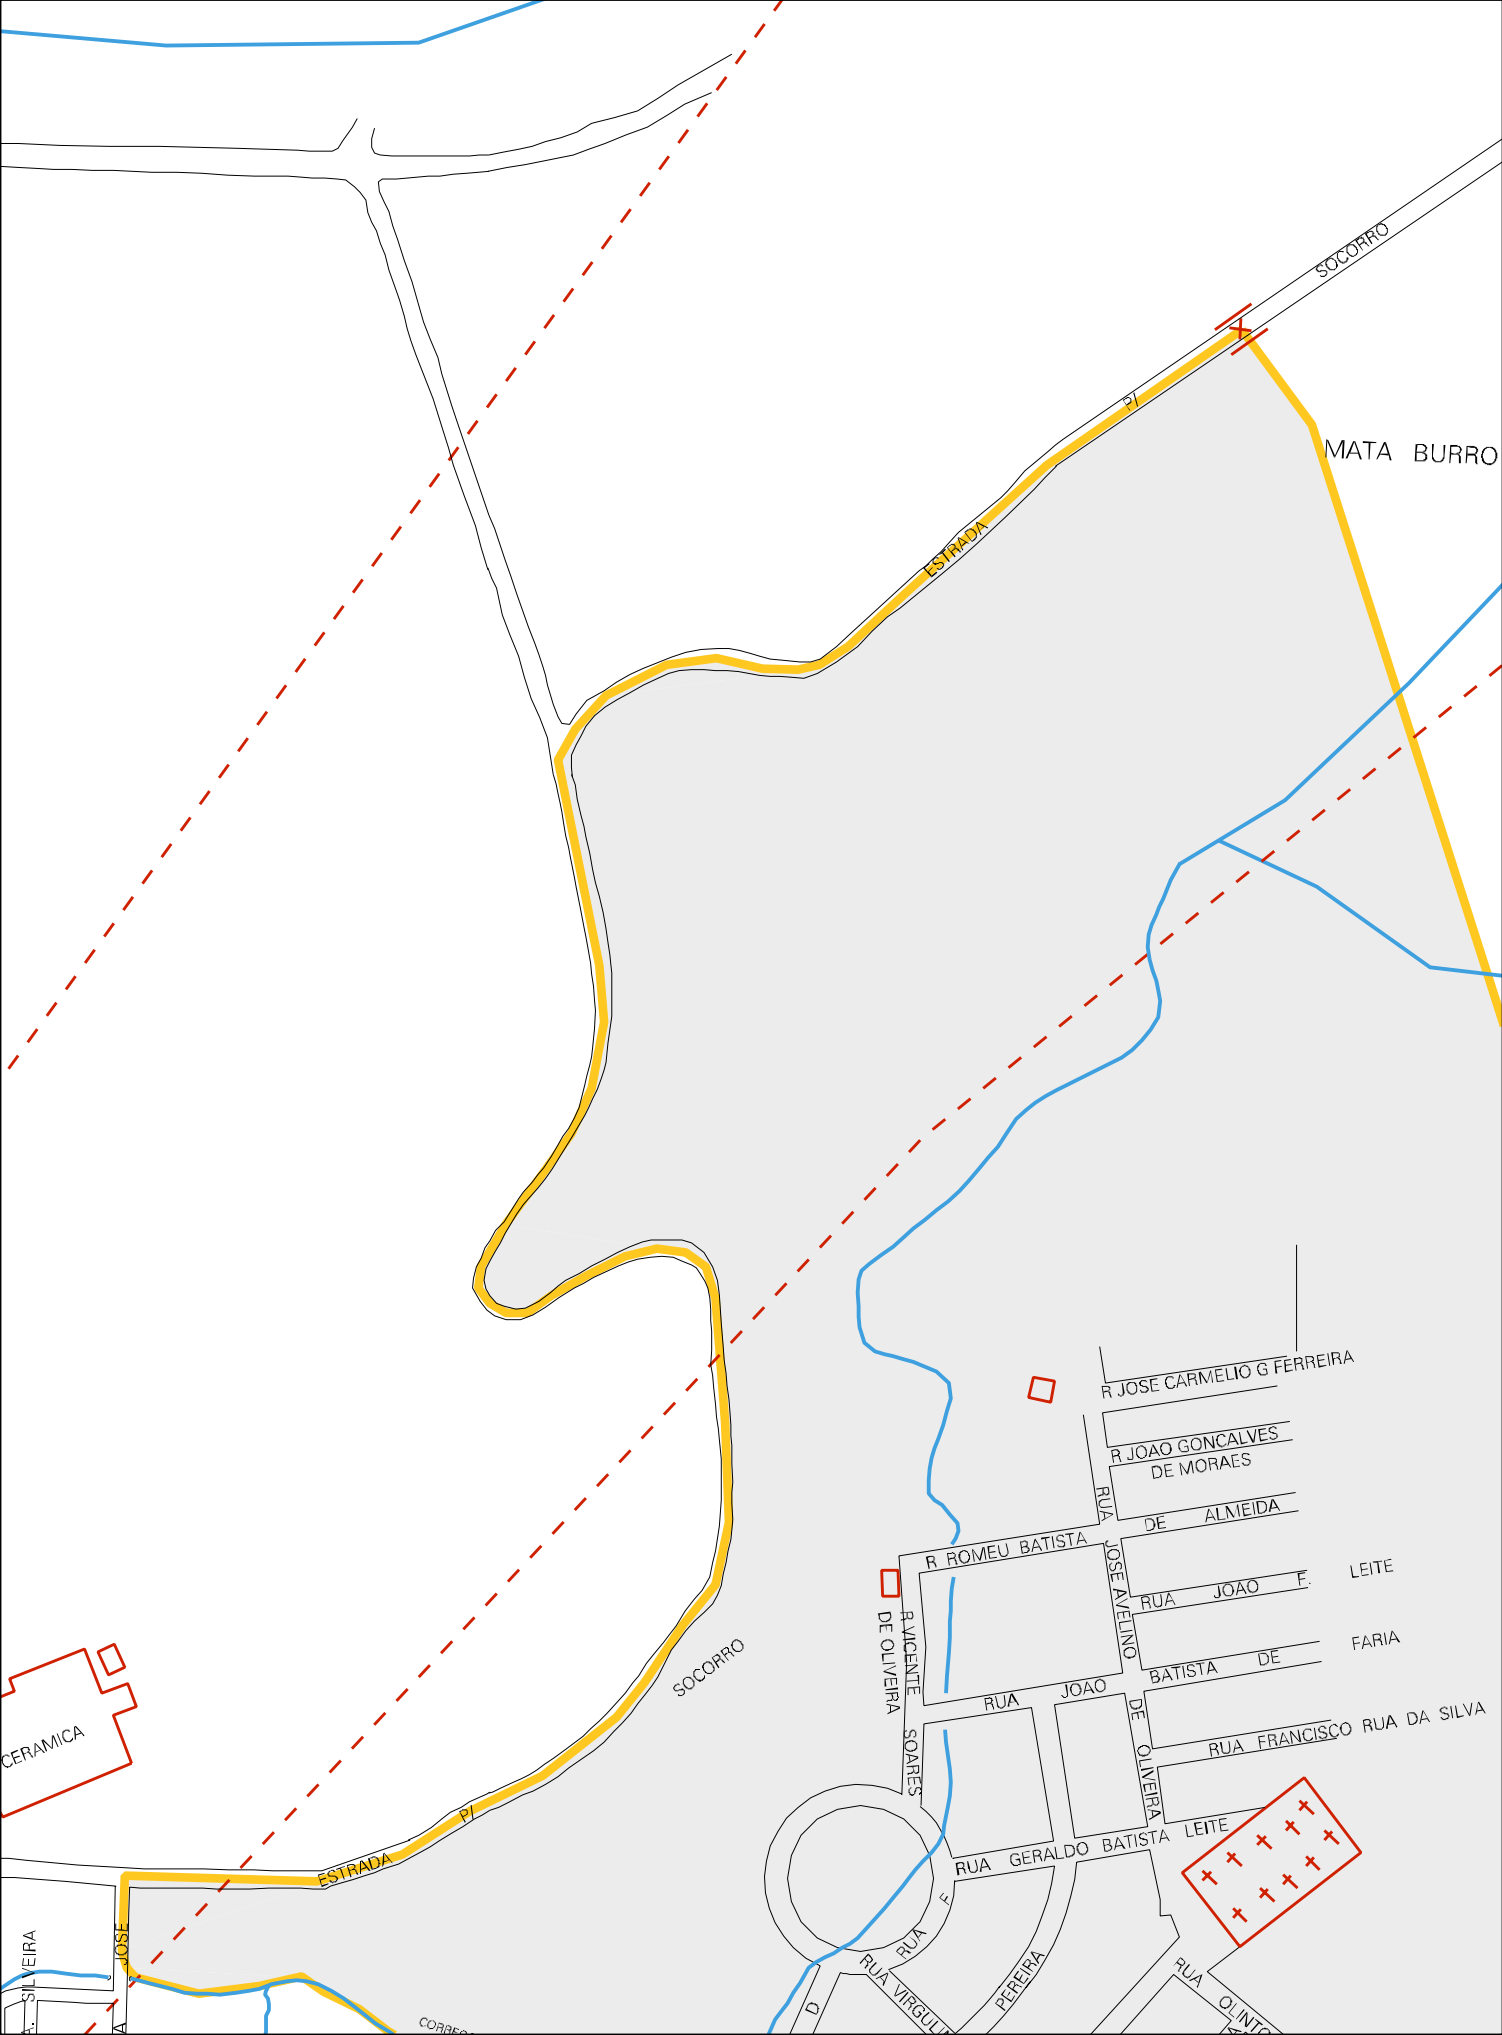 SOCORRO
P/
MATA BURRO
ESTRADA
R JOSE CARMELIO G FERREIRA
R JOAO GONCALVES
DE MORAES
RUA
DE ALMEIDA
R ROMEU BATISTA
JOSE AVELINO
RUA JOAO F. LEITE
R VICENTE
DE OLIVEIRA
SOARES
SOCORRO
BATISTA DE FARIA
RUA JOAO
DE OLIVEIRA
RUA FRANCISCO RUA DA SILVA
CERAMICA
P/
RUA GERALDO BATISTA LEITE
ESTRADA
RUA F
JOSE
SILVEIRA
A.
A
RUA
PEREIRA
RUA
OLINTO
D